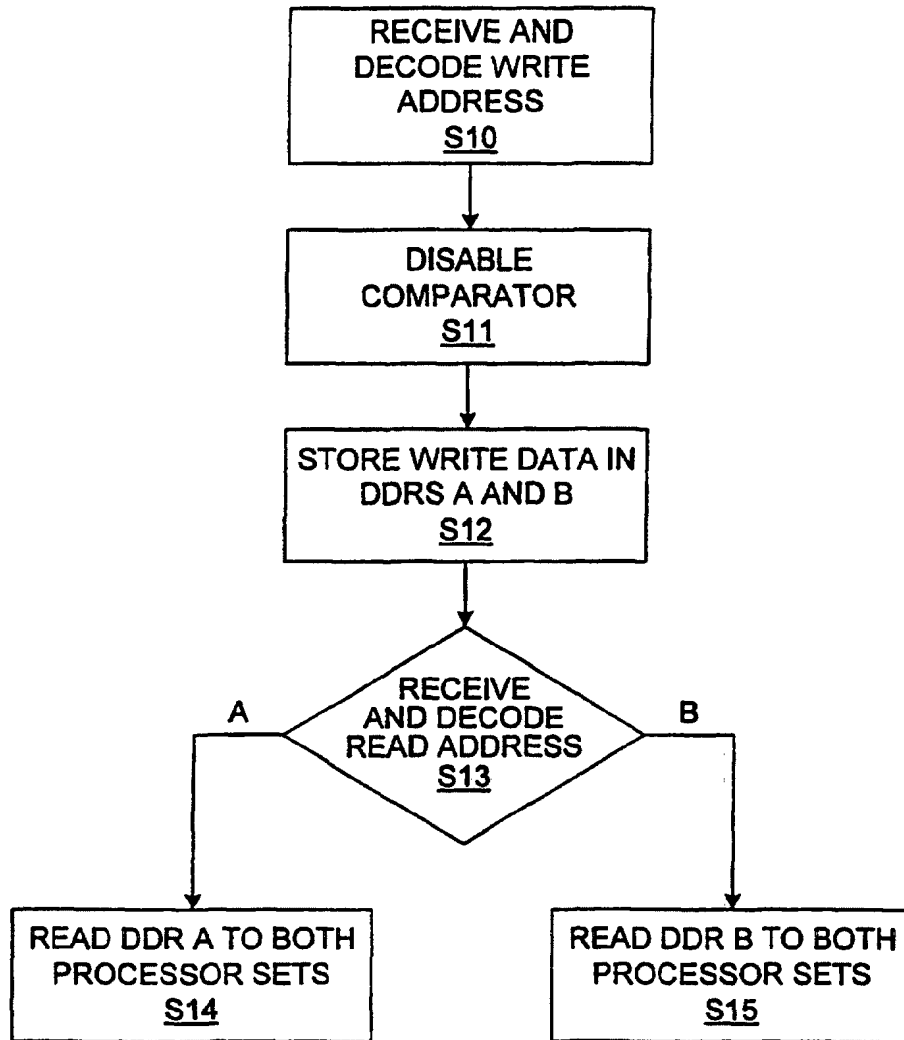 RECEIVE AND
DECODE WRITE
ADDRESS
S10
DISABLE
COMPARATOR
S11
STORE WRITE DATA IN
DDRS A AND B
S12
A
B
RECEIVE
AND DECODE
READ ADDRESS
S13
READ DDR A TO BOTH
PROCESSOR SETS
S14
READ DDR B TO BOTH
PROCESSOR SETS
S15